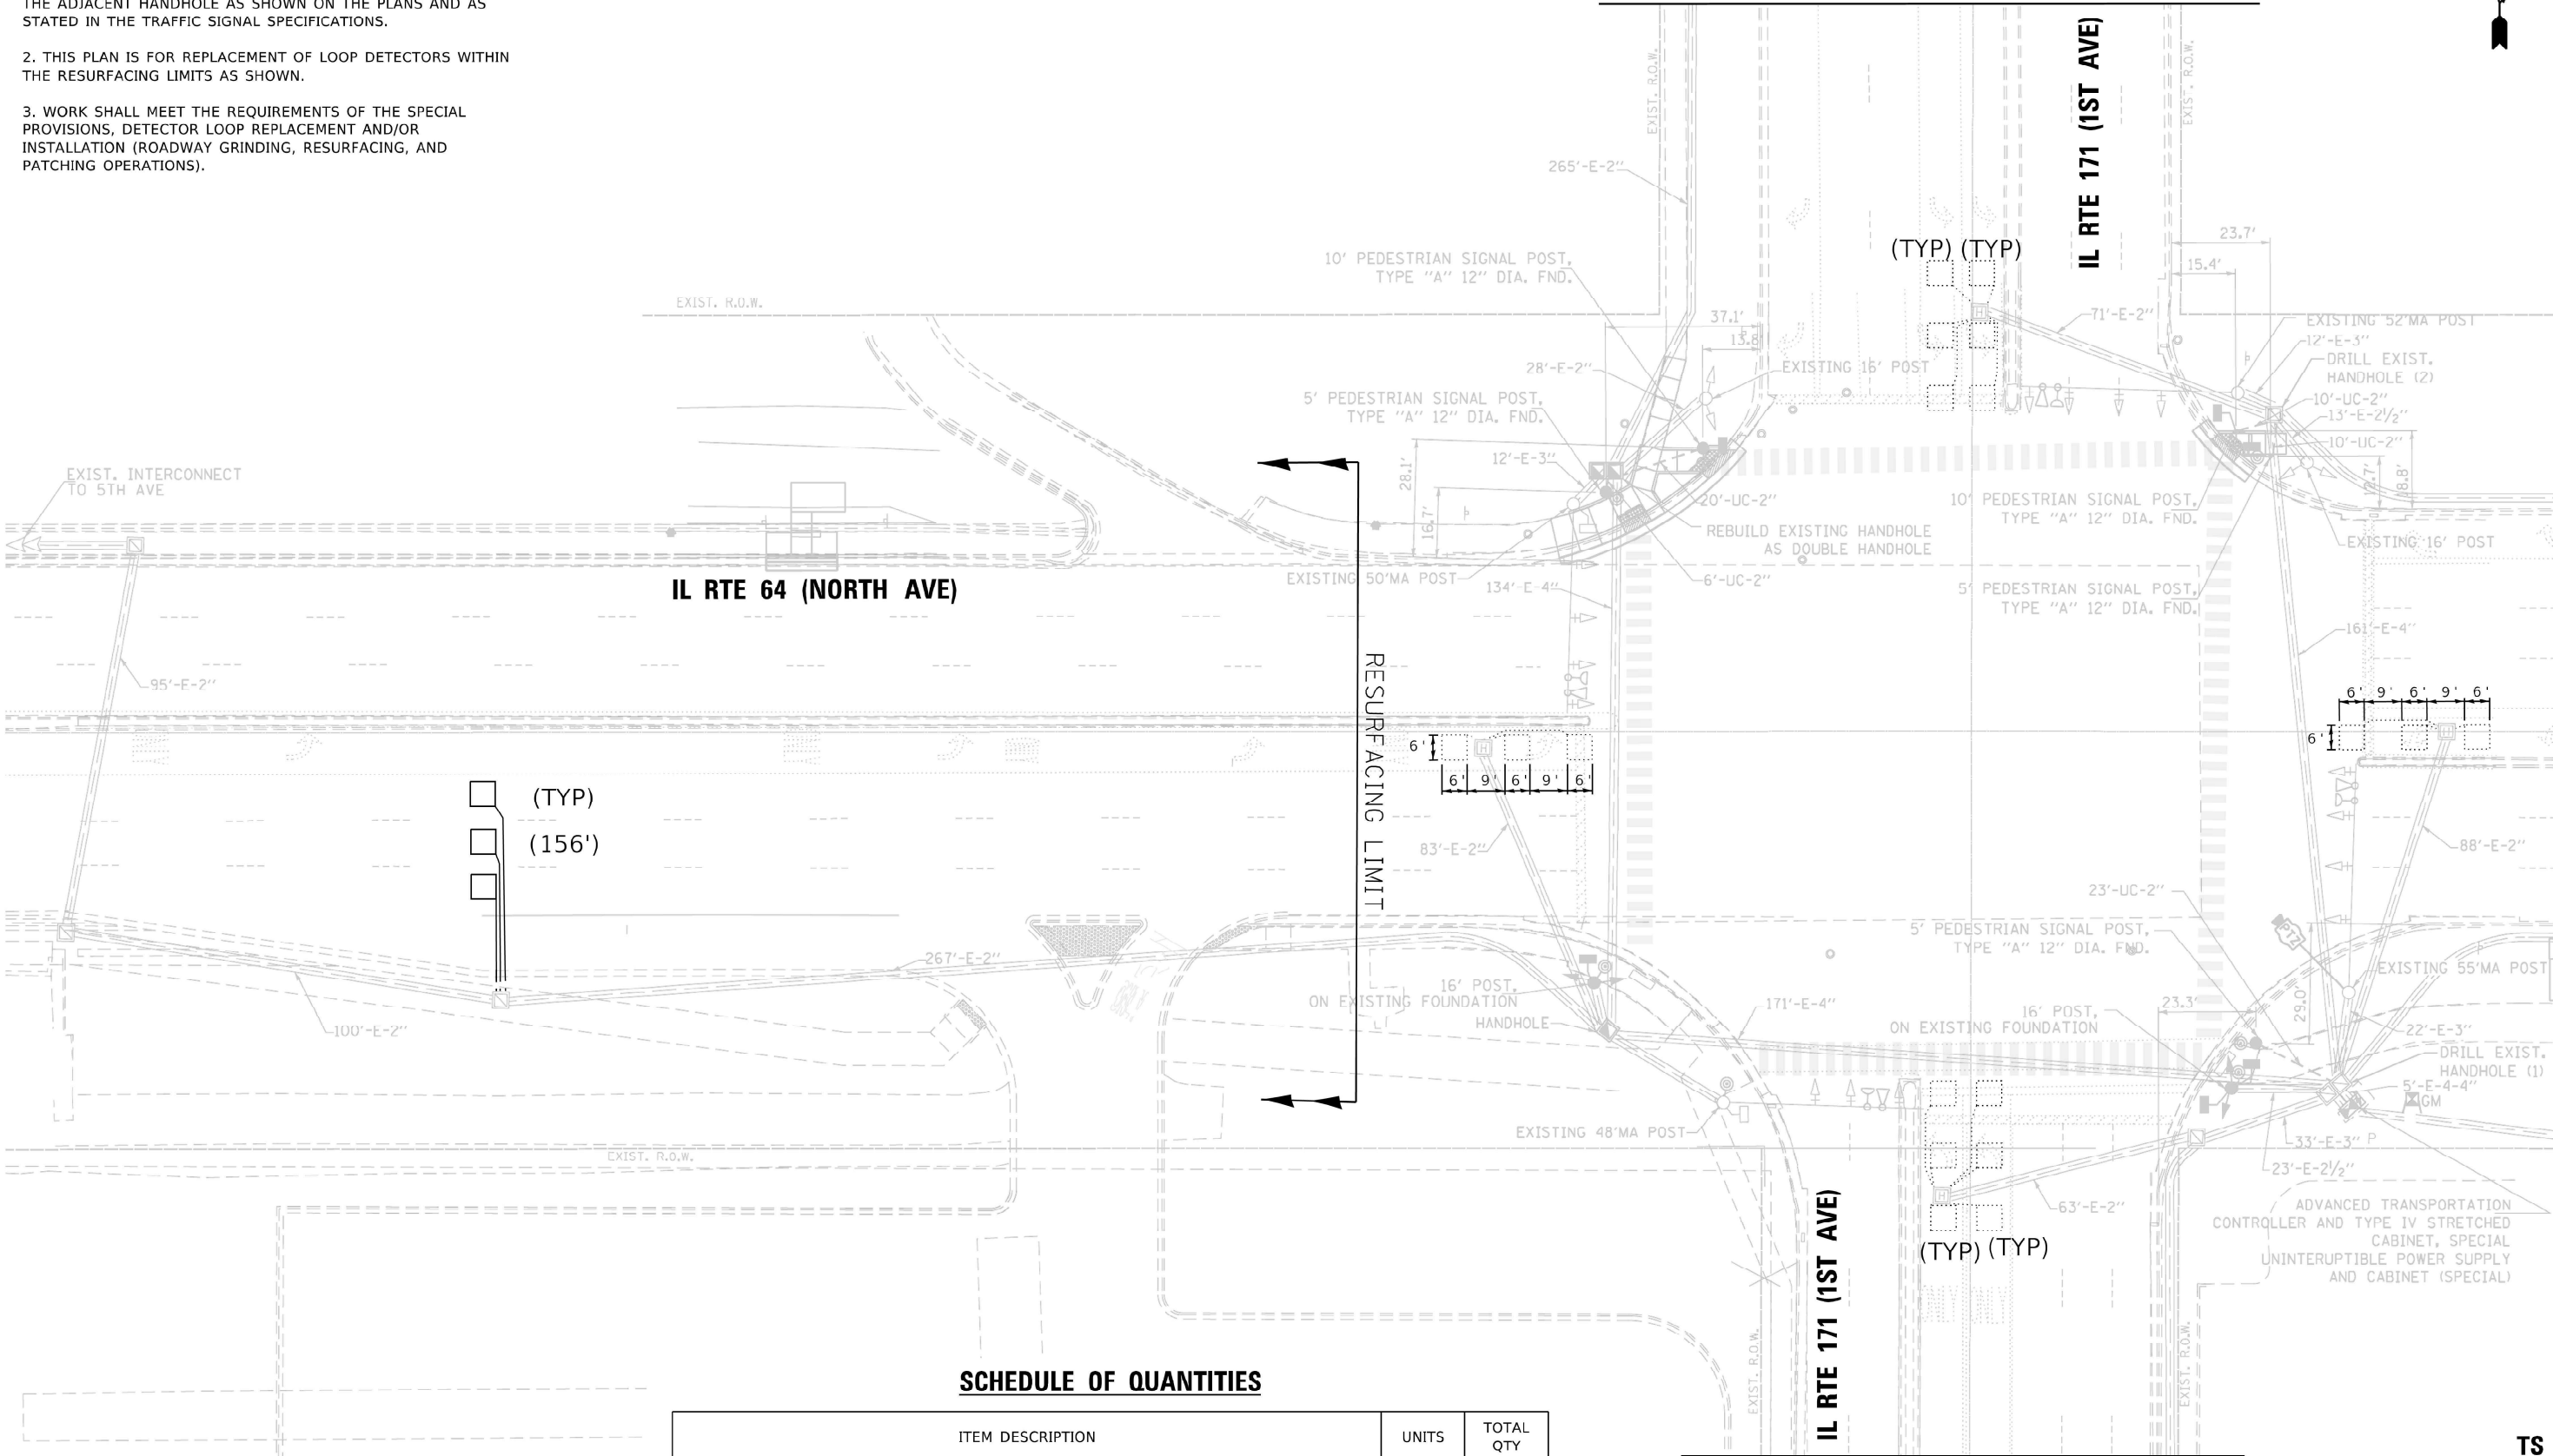 THE ADJACENT HANDHOLE AS SHOWN ON THE PLANS AND AS
STATED IN THE TRAFFIC SIGNAL SPECIFICATIONS.
2. THIS PLAN IS FOR REPLACEMENT OF LOOP DETECTORS WITHIN
THE RESURFACING LIMITS AS SHOWN.
3. WORK SHALL MEET THE REQUIREMENTS OF THE SPECIAL
PROVISIONS, DETECTOR LOOP REPLACEMENT AND/OR
INSTALLATION (ROADWAY GRINDING, RESURFACING, AND
PATCHING OPERATIONS).
EXIST. R.O.W.
IL RTE 171 (1ST AVE)
EXIST. R.O.W.
265'-E-2"
(TYP) (TYP)
23.7'
15.4'
10' PEDESTRIAN SIGNAL POST,
TYPE "A" 12" DIA. FND.
EXIST. R.O.W.
37.1'
13.8'
71'-E-2"
EXISTING 52'MA POST
12'-E-3"
DRILL EXIST.
HANDHOLE (2)
28'-E-2"
EXISTING 16' POST
5' PEDESTRIAN SIGNAL POST,
TYPE "A" 12" DIA. FND.
10'-UC-2"
13'-E-2½"
10'-UC-2"
28.1'
12'-E-3"
16.7'
20'-UC-2"
REBUILD EXISTING HANDHOLE
AS DOUBLE HANDHOLE
10' PEDESTRIAN SIGNAL POST,
TYPE "A" 12" DIA. FND.
EXISTING 16' POST
EXIST. INTERCONNECT
TO 5TH AVE
EXISTING 50'MA POST
134'-E-4"
6'-UC-2"
5' PEDESTRIAN SIGNAL POST,
TYPE "A" 12" DIA. FND.
IL RTE 64 (NORTH AVE)
161'-E-4"
95'-E-2"
RESURFACING LIMIT
6' 9' 6' 9' 6'
6'
6'
H
H
6' 9' 6' 9' 6'
(TYP)
(156')
83'-E-2"
88'-E-2"
23'-UC-2"
5' PEDESTRIAN SIGNAL POST,
TYPE "A" 12" DIA. FND.
PTZ
267'-E-2"
EXISTING 55'MA POST
16' POST,
ON EXISTING FOUNDATION
HANDHOLE
171'-E-4"
16' POST,
ON EXISTING FOUNDATION
23.3'
29.0'
100'-E-2"
22'-E-3"
DRILL EXIST.
HANDHOLE (1)
5'-E-4-4"
GM
EXISTING 48'MA POST
33'-E-3" P
23'-E-2½"
EXIST. R.O.W.
H
63'-E-2"
(TYP) (TYP)
ADVANCED TRANSPORTATION
CONTROLLER AND TYPE IV STRETCHED
CABINET, SPECIAL
UNINTERUPTIBLE POWER SUPPLY
AND CABINET (SPECIAL)
EXIST. R.O.W.
IL RTE 171 (1ST AVE)
EXIST. R.O.W.
SCHEDULE OF QUANTITIES
ITEM DESCRIPTION UNITS TOTAL
QTY
TS